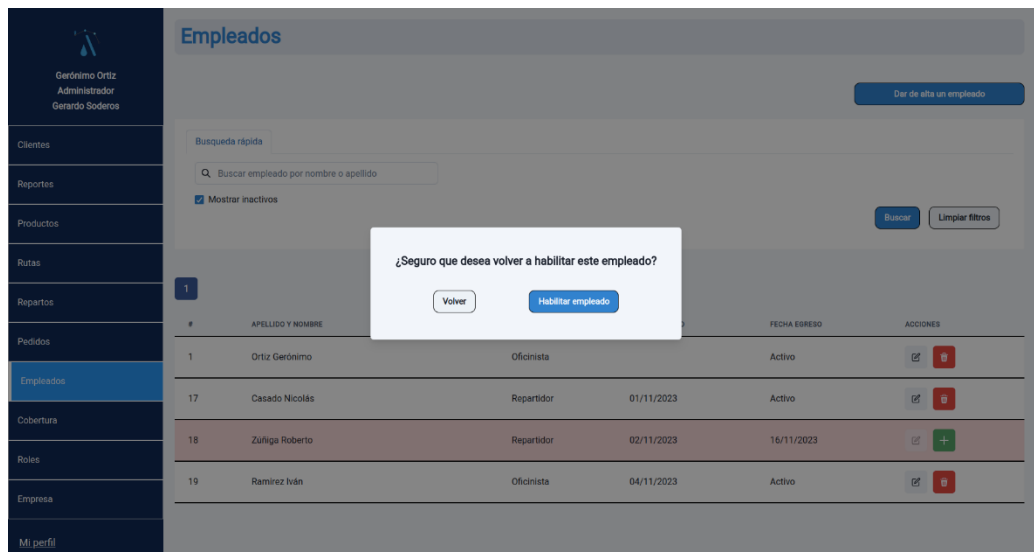 Gerónimo Ortiz
Administrador
Gerardo Soderos
Clientes
Reportes
Productos
Rutas
Repartos
Pedidos
Empleados
Cobertura
Roles
Empresa
Mi perfil
Empleados
Dar de alta un empleado
Busqueda rápida
Buscar empleado por nombre o apellido
Mostrar inactivos
Buscar Limpiar filtros
¿Seguro que desea volver a habilitar este empleado?
Volver Habilitar empleado
1
# APELLIDO Y NOMBRE FECHA EGRESO ACCIONES
1 Ortiz Gerónimo Oficinista Activo
17 Casado Nicolás Repartidor 01/11/2023 Activo
18 Zúñiga Roberto Repartidor 02/11/2023 16/11/2023
19 Ramírez Iván Oficinista 04/11/2023 Activo